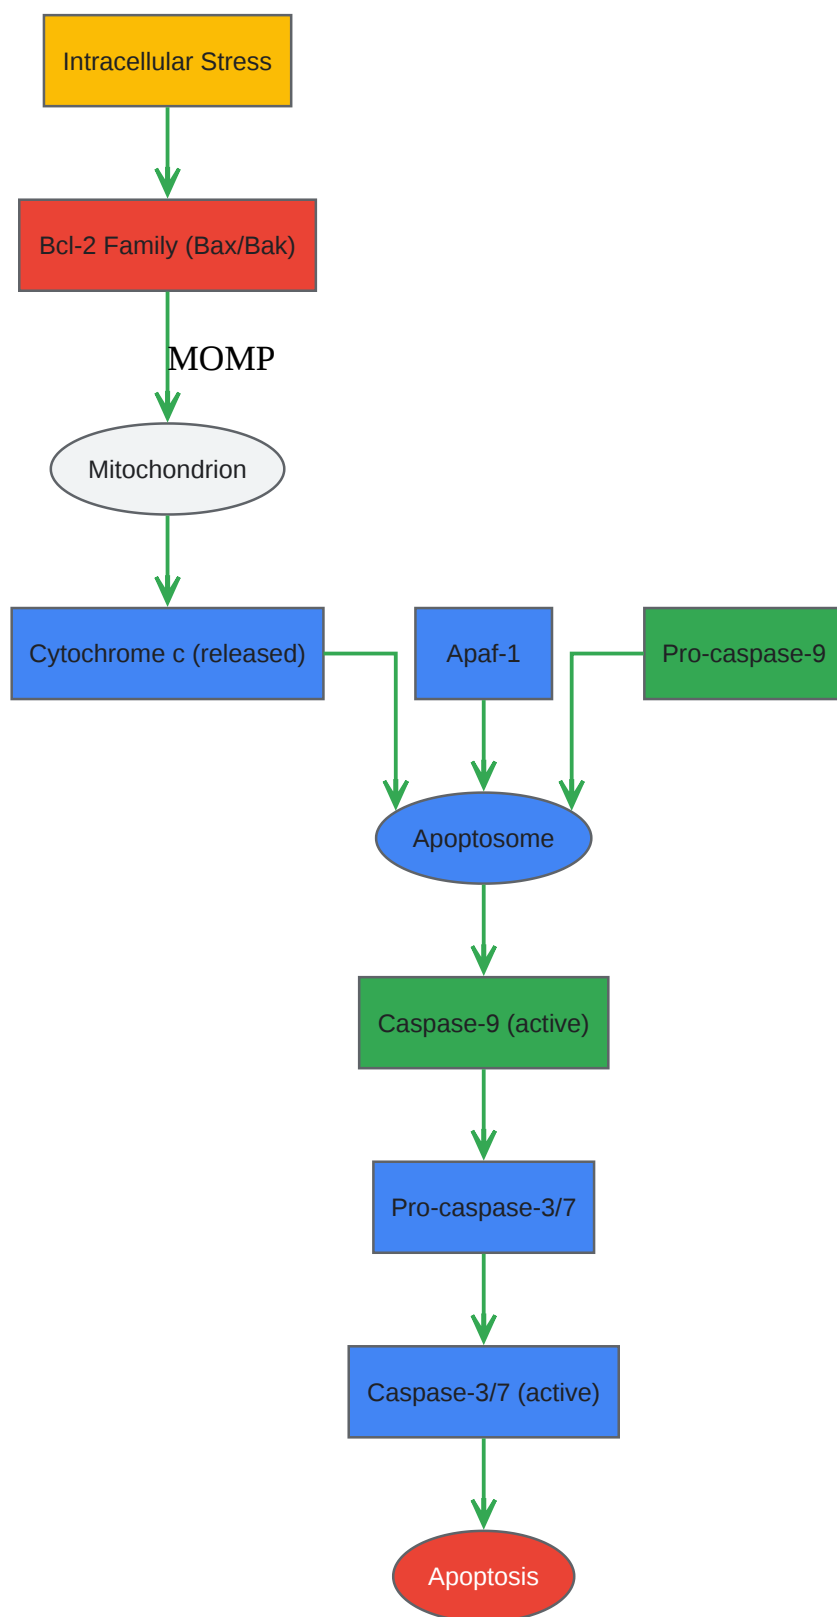 Intracellular Stress
Bcl-2 Family (Bax/Bak)
MOMP
Mitochondrion
Cytochrome c (released)
Apaf-1
Pro-caspase-9
Apoptosome
Caspase-9 (active)
Pro-caspase-3/7
Caspase-3/7 (active)
Apoptosis